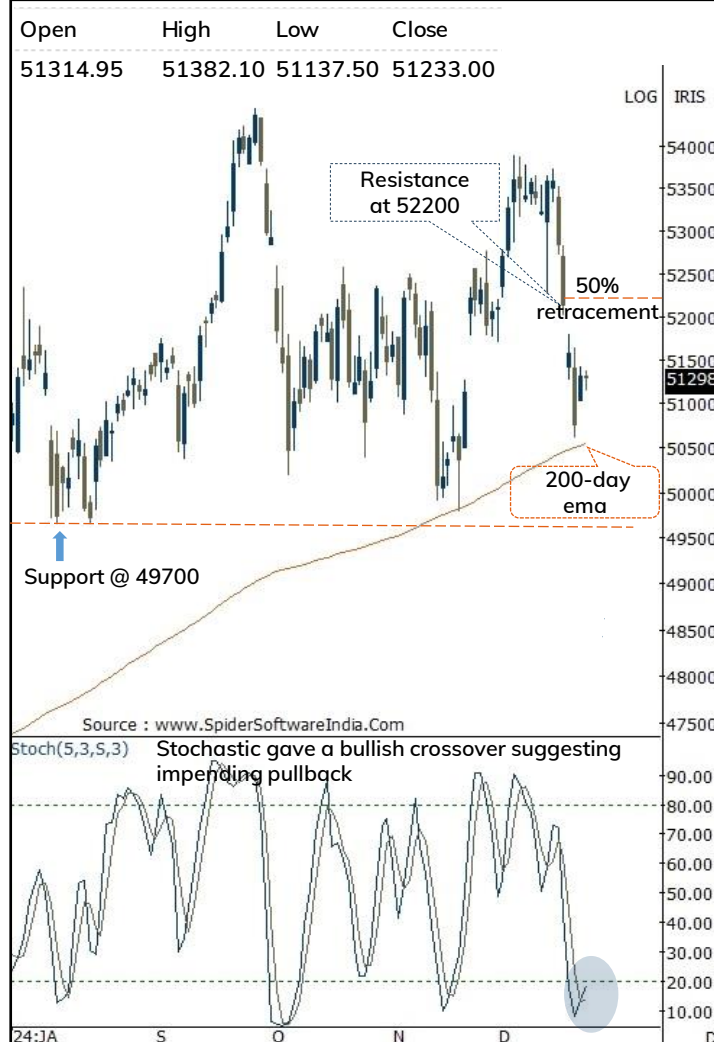 Open High Low Close
51314.95 51382.10 51137.50 51233.00
LOG IRIS
54000
Resistance
at 52200
53500
53000
52500
50%
retracement
52000
51500
51298
51000
50500
200-day
ema
50000
49500
Support @ 49700
49000
48500
48000
47500
Source : www.SpiderSoftwareIndia.Com
Stoch(5,3,S,3) Stochastic gave a bullish crossover suggesting
impending pullback
90.00
80.00
70.00
60.00
50.00
40.00
30.00
20.00
10.00
24:JA S O N D D